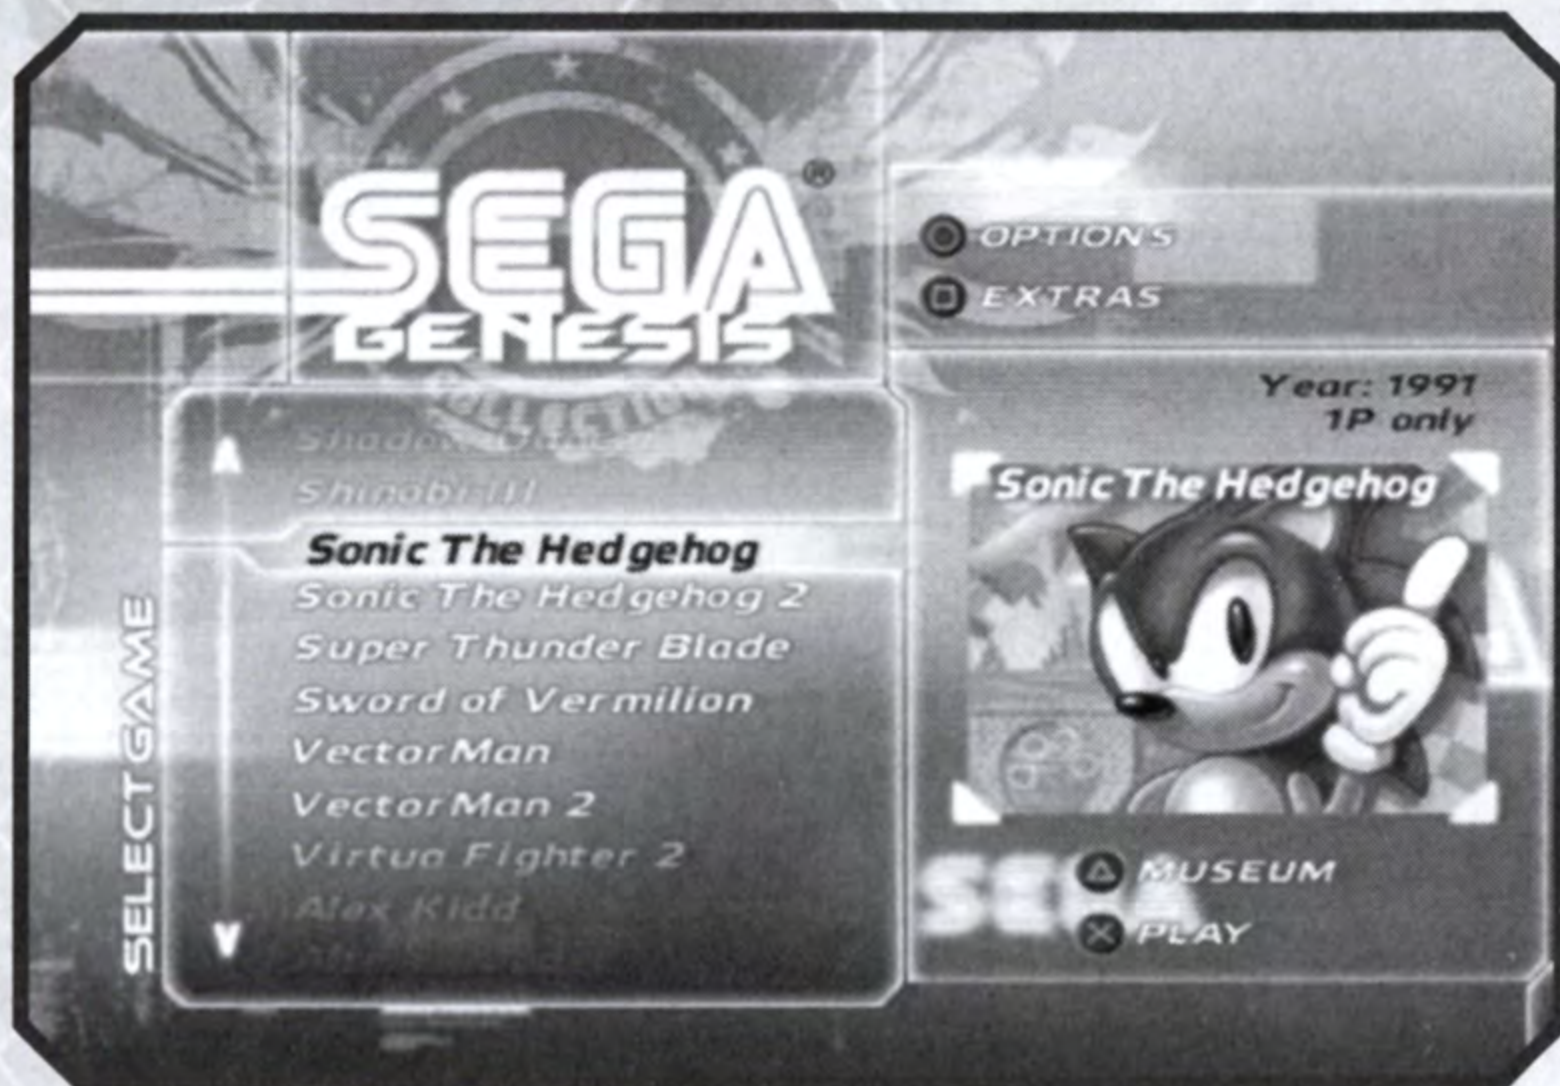 SEGA®
GENESIS
COLLECTION
OPTIONS
EXTRAS
SELECT GAME
Shinobi III
Sonic The Hedgehog
Sonic The Hedgehog 2
Super Thunder Blade
Sword of Vermilion
VectorMan
VectorMan 2
Virtua Fighter 2
Alex Kidd
Year: 1991
1P only
Sonic The Hedgehog
SEGA
MUSEUM
PLAY